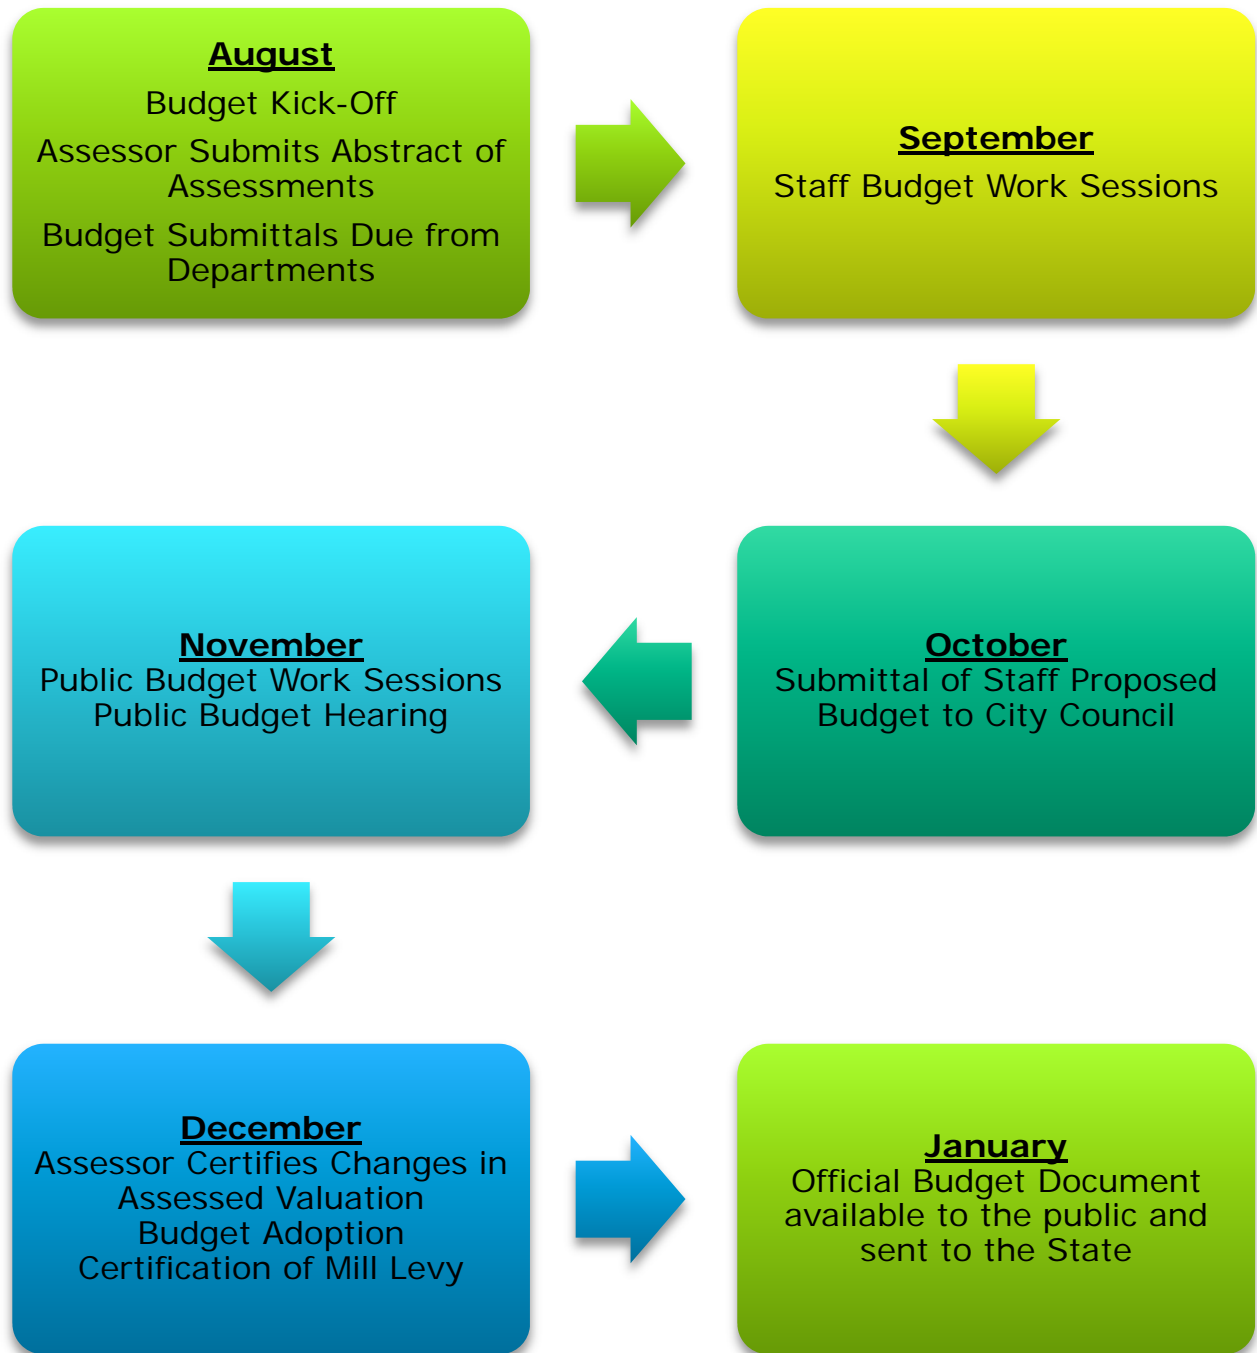 August
Budget Kick-Off
Assessor Submits Abstract of
Assessments
Budget Submittals Due from
Departments
September
Staff Budget Work Sessions
October
Submittal of Staff Proposed
Budget to City Council
November
Public Budget Work Sessions
Public Budget Hearing
December
Assessor Certifies Changes in
Assessed Valuation
Budget Adoption
Certification of Mill Levy
January
Official Budget Document
available to the public and
sent to the State